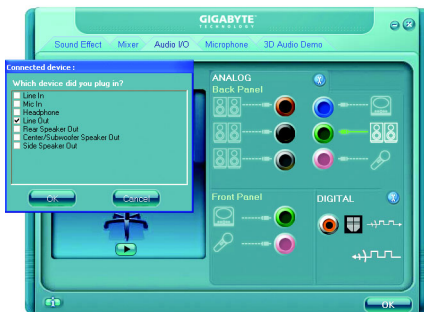 GIGABYTE
TECHNOLOGY
Sound Effect Mixer Audio I/O Microphone 3D Audio Demo
Connected device :
Which device did you plug in?
Line In
Mic In
Headphone
Line Out
Rear Speaker Out
Center/Subwoofer Speaker Out
Side Speaker Out
OK Cancel
ANALOG
Back Panel
Front Panel
DIGITAL
OK